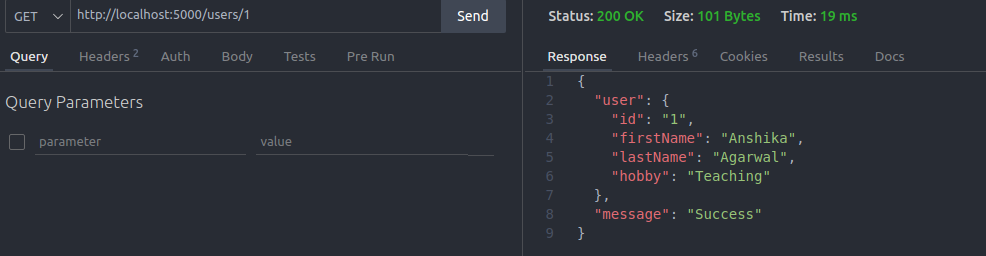 GET http://localhost:5000/users/1 Send
Query Headers 2 Auth Body Tests Pre Run
Query Parameters
parameter value
Status: 200 OK Size: 101 Bytes Time: 19 ms
Response Headers 6 Cookies Results Docs
1 {
2 "user": {
3 "id": "1",
4 "firstName": "Anshika",
5 "lastName": "Agarwal",
6 "hobby": "Teaching"
7 },
8 "message": "Success"
9 }